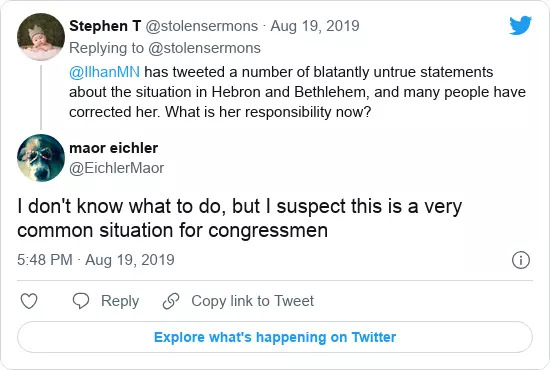 Stephen T @stolensermons · Aug 19, 2019
Replying to @stolensermons
@IlhanMN has tweeted a number of blatantly untrue statements
about the situation in Hebron and Bethlehem, and many people have
corrected her. What is her responsibility now?
maor eichler
@EichlerMaor
I don't know what to do, but I suspect this is a very
common situation for congressmen
5:48 PM · Aug 19, 2019
Reply Copy link to Tweet
Explore what's happening on Twitter